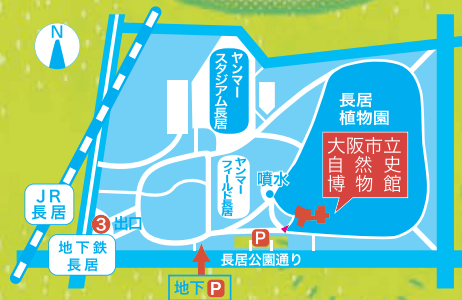 N
ヤンマー
スタジアム長居
長居
植物園
大阪市立
自然史
博物館
ヤンマー
フィールド長居
噴水
JR
長居
3 出口
地下鉄
長居
P
長居公園通り
地下 P